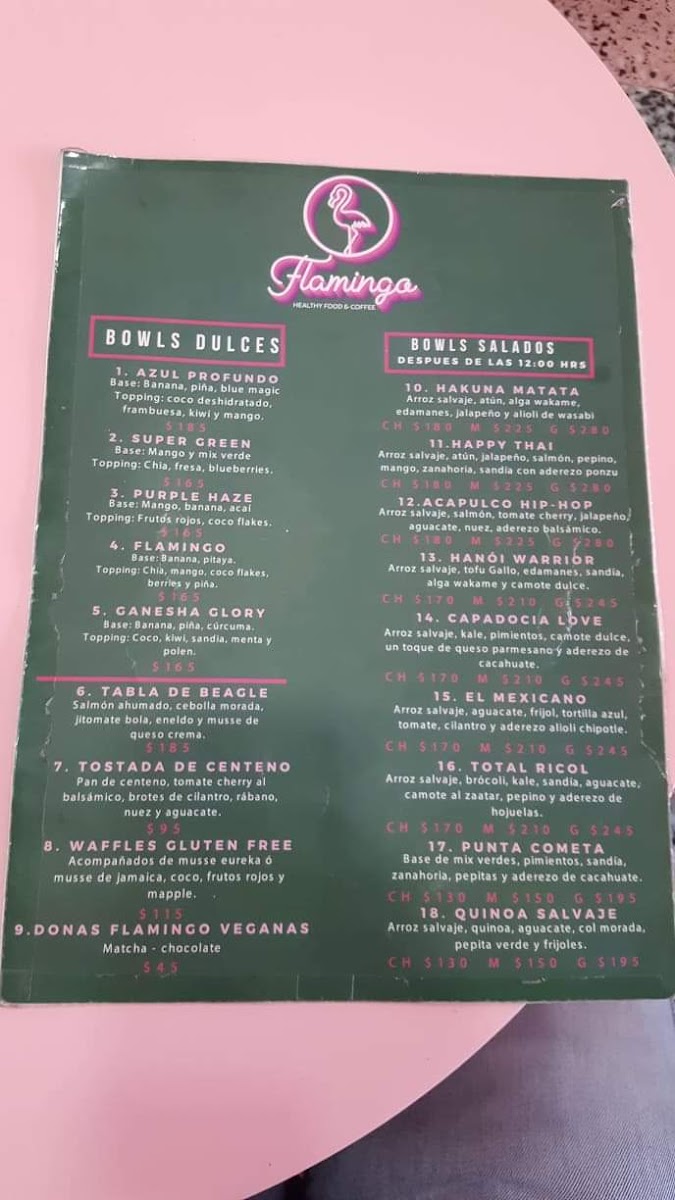 Flamingo
HEALTHY FOOD & COFFEE
BOWLS DULCES
1. AZUL PROFUNDO
Base: Banana, piña, blue magic
Topping: coco deshidratado,
frambuesa, kiwi y mango.
$185
2. SUPER GREEN
Base: Mango y mix verde
Topping: Chia, fresa, blueberries.
$165
3. PURPLE HAZE
Base: Mango, banana, acaí
Topping: Frutos rojos, coco flakes.
$165
4. FLAMINGO
Base: Banana, pitaya.
Topping: Chía, mango, coco flakes,
berries y piña.
$165
5. GANESHA GLORY
Base: Banana, piña, cúrcuma.
Topping: Coco, kiwi, sandia, menta y
polen.
$165
6. TABLA DE BEAGLE
Salmón ahumado, cebolla morada,
jitomate bola, eneldo y musse de
queso crema.
$185
7. TOSTADA DE CENTENO
Pan de centeno, tomate cherry al
balsámico, brotes de cilantro, rábano,
nuez y aguacate.
$95
8. WAFFLES GLUTEN FREE
Acompañados de musse eureka ó
musse de jamaica, coco, frutos rojos y
mapple.
$115
9.DONAS FLAMINGO VEGANAS
Matcha - chocolate
$45
BOWLS SALADOS
DESPUES DE LAS 12:00 HRS
10. HAKUNA MATATA
Arroz salvaje, atún, alga wakame,
edamanes, jalapeño y alioli de wasabi
CH $180 M $225 G $280
11.HAPPY THAI
Arroz salvaje, atun, jalapeño, salmón, pepino,
mango, zanahoria, sandía con aderezo ponzu
CH $180 M $225 G $280
12.ACAPULCO HIP-HOP
Arroz salvaje, salmón, tomate cherry, jalapeño,
aguacate, nuez, aderezo balsámico.
CH $180 M $225 G $280
13. HANÓI WARRIOR
Arroz salvaje, tofu Gallo, edamanes, sandía,
alga wakame y camote dulce.
CH $170 M $210 G $245
14. CAPADOCIA LOVE
Arroz salvaje, kale, pimientos, camote dulce,
un toque de queso parmesano y aderezo de
cacahuate.
CH $170 M $210 G $245
15. EL MEXICANO
Arroz salvaje, aguacate, frijol, tortilla azul,
tomate, cilantro y aderezo alioli chipotle.
CH $170 M $210 G $245
16. TOTAL RICOL
Arroz salvaje, brócoli, kale, sandía, aguacate,
camote al zaatar, pepino y aderezo de
hojuelas.
CH $170 M $210 G $245
17. PUNTA COMETA
Base de mix verdes, pimientos, sandía,
zanahoria, pepitas y aderezo de cacahuate.
CH $130 M $150 G $195
18. QUINOA SALVAJE
Arroz salvaje, quinoa, aguacate, col morada,
pepita verde y frijoles.
CH $130 M $150 G $195